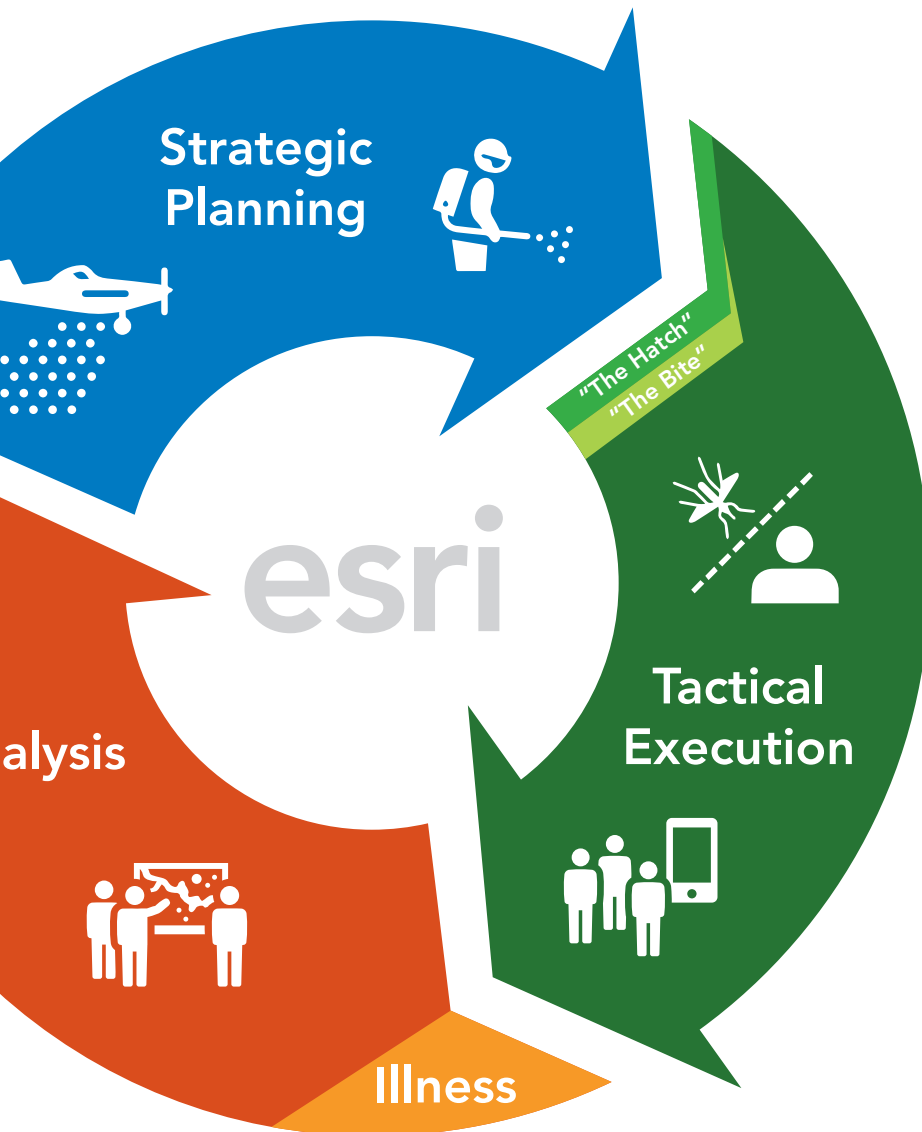 Strategic
Planning
"The Hatch"
"The Bite"
esri
Tactical
Execution
alysis
Illness